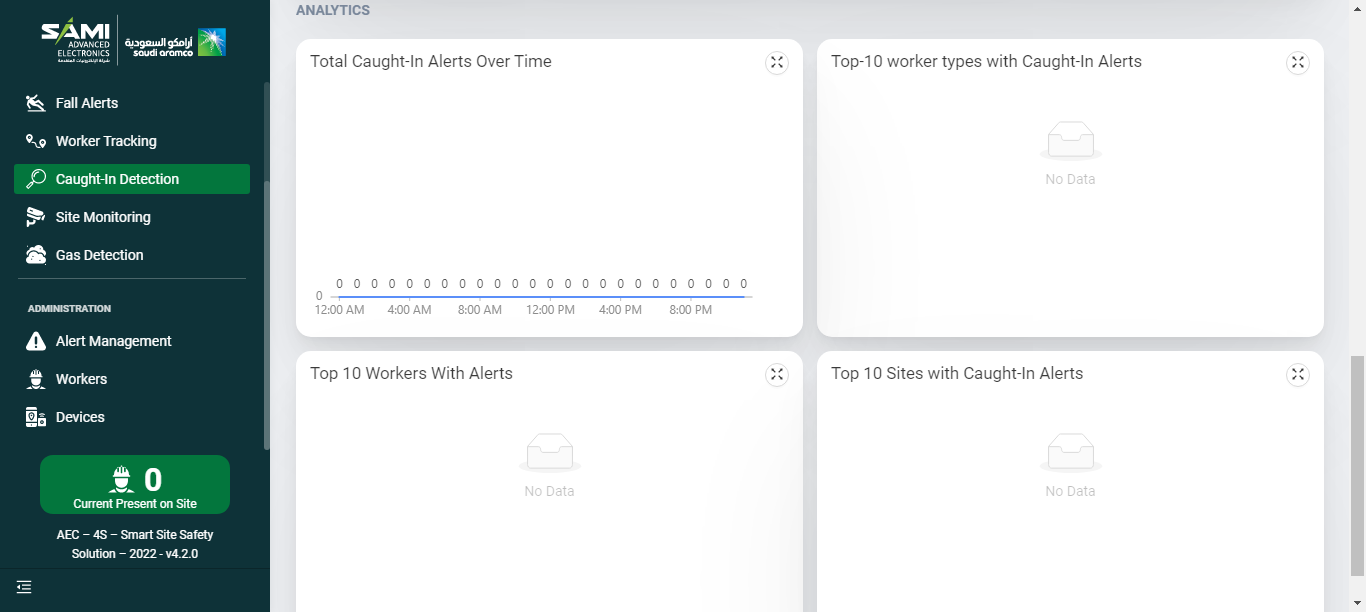 SAMI
ADVANCED
ELECTRONICS
شركة الإلكترونيات المتقدمة
أرامكو السعودية
saudi aramco
Fall Alerts
Worker Tracking
Caught-In Detection
Site Monitoring
Gas Detection
ADMINISTRATION
Alert Management
Workers
Devices
0
Current Present on Site
AEC – 4S – Smart Site Safety
Solution – 2022 - v4.2.0
ANALYTICS
Total Caught-In Alerts Over Time
0 0 0 0 0 0 0 0 0 0 0 0 0 0 0 0 0 0 0 0 0 0 0 0
0
12:00 AM 4:00 AM 8:00 AM 12:00 PM 4:00 PM 8:00 PM
Top-10 worker types with Caught-In Alerts
No Data
Top 10 Workers With Alerts
No Data
Top 10 Sites with Caught-In Alerts
No Data